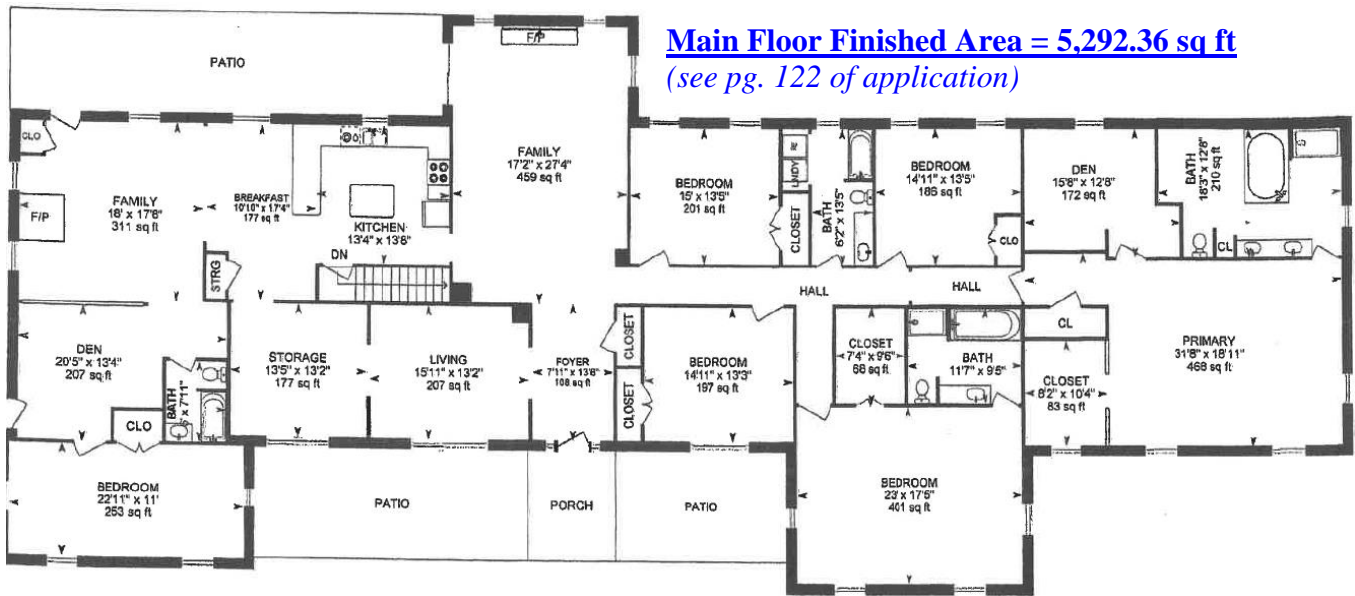 Main Floor Finished Area = 5,292.36 sq ft
(see pg. 122 of application)
PATIO
F/P
CLO
FAMILY
18' x 17'6"
311 sq ft
F/P
BREAKFAST
10'10" x 17'4"
177 sq ft
KITCHEN
13'4" x 13'6"
DN
STRG
FAMILY
17'2" x 27'4"
459 sq ft
BEDROOM
15' x 13'5"
201 sq ft
LNDY
CLOSET
BATH
6'2" x 13'5"
BEDROOM
14'11" x 13'5"
186 sq ft
CLO
DEN
15'8" x 12'8"
172 sq ft
BATH
18'3" x 12'8"
210 sq ft
CL
HALL
HALL
DEN
20'5" x 13'4"
207 sq ft
BATH
x 7'11"
CLO
STORAGE
13'5" x 13'2"
177 sq ft
LIVING
15'11" x 13'2"
207 sq ft
FOYER
7'11" x 13'6"
108 sq ft
CLOSET
CLOSET
BEDROOM
14'11" x 13'3"
197 sq ft
CLOSET
7'4" x 9'6"
68 sq ft
BATH
11'7" x 9'5"
CL
CLOSET
8'2" x 10'4"
83 sq ft
PRIMARY
31'8" x 18'11"
468 sq ft
BEDROOM
22'11" x 11'
253 sq ft
PATIO
PORCH
PATIO
BEDROOM
23' x 17'5"
401 sq ft